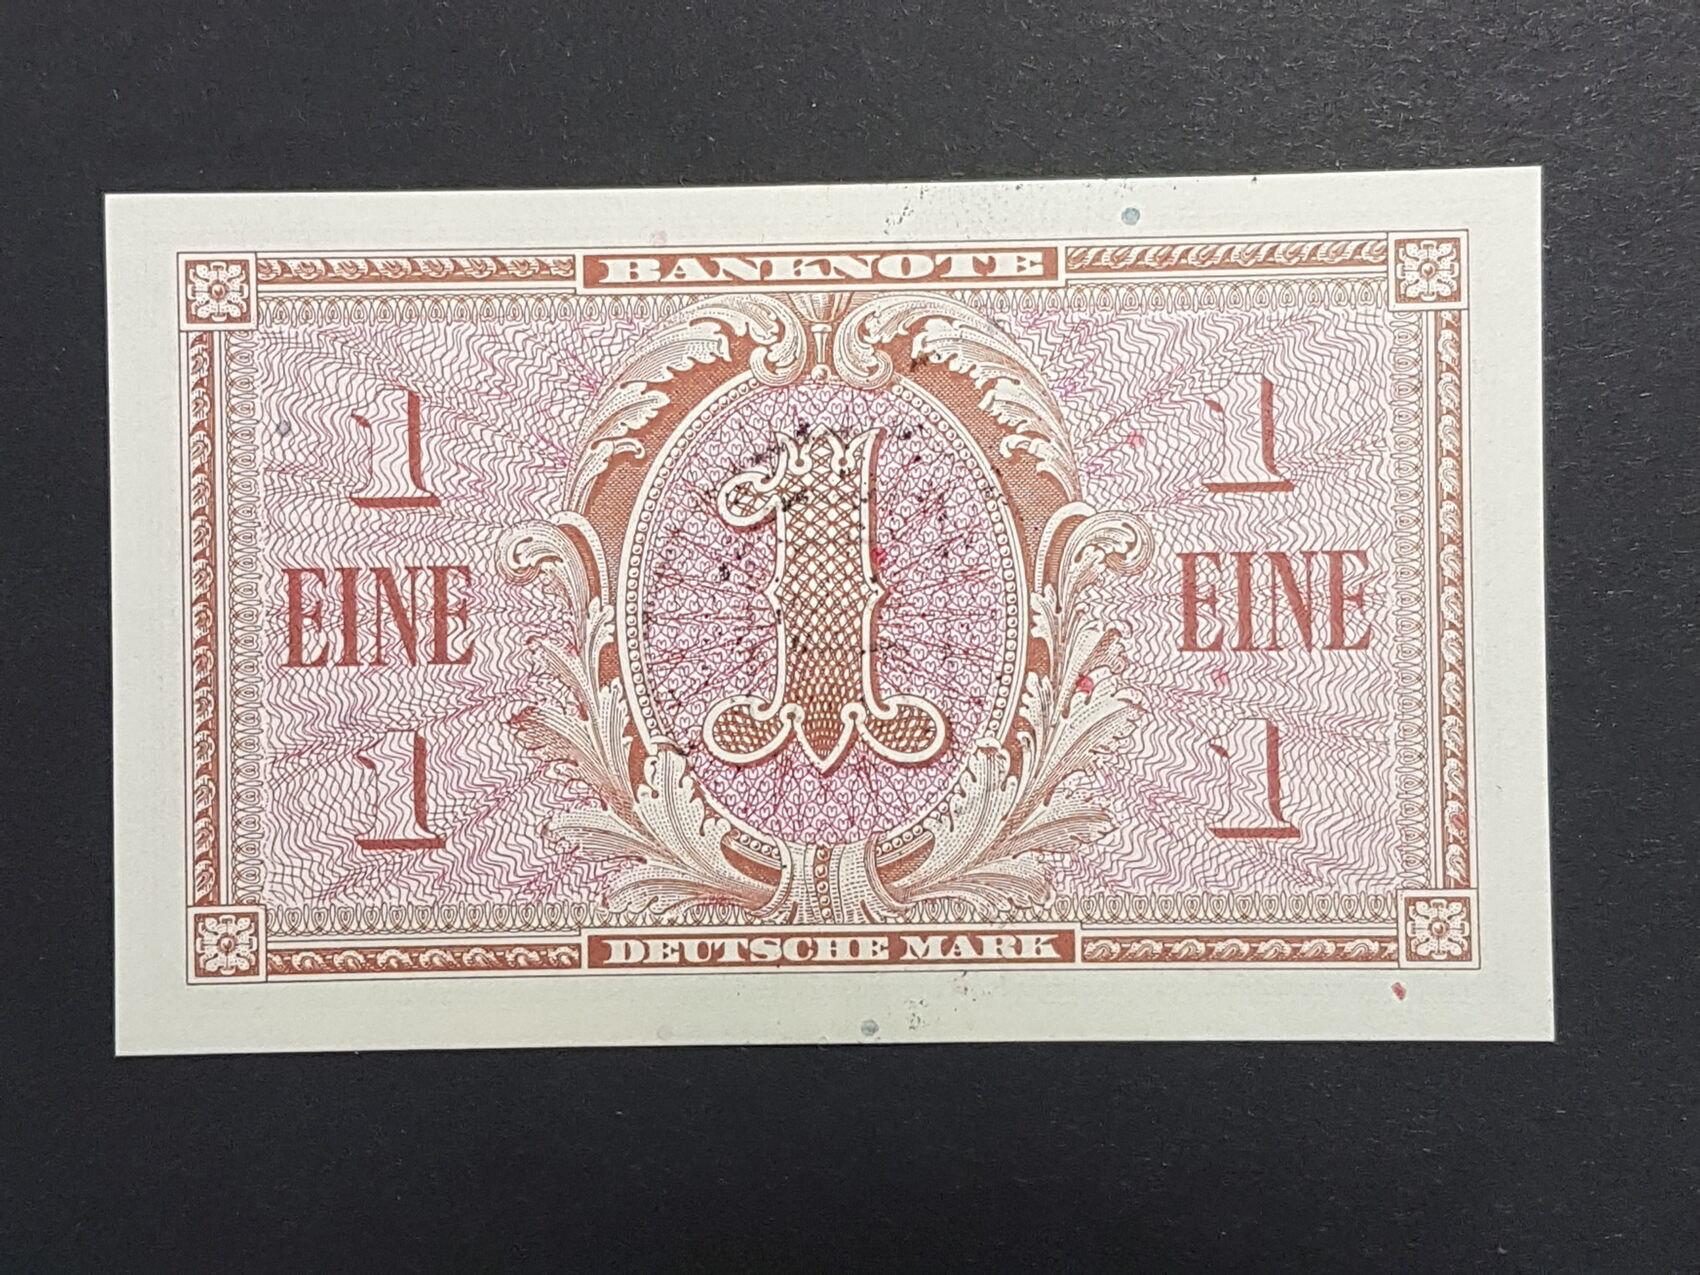 BANKNOTE
1 1
1
EINE EINE
1 1
DEUTSCHE MARK